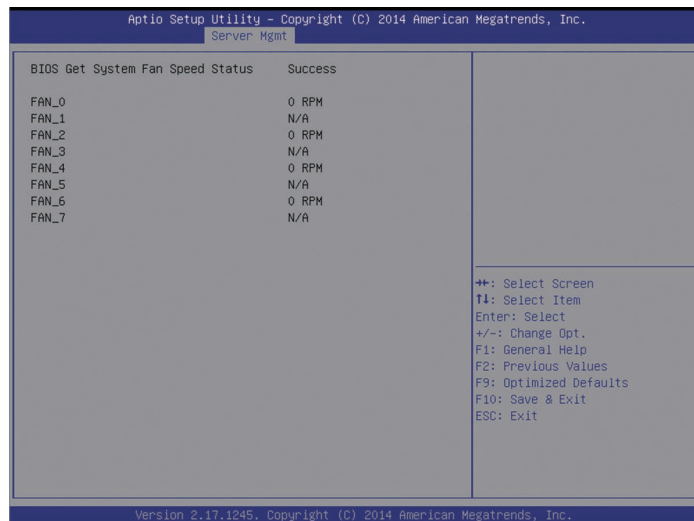 Aptio Setup Utility – Copyright (C) 2014 American Megatrends, Inc.
Server Mgmt
BIOS Get System Fan Speed Status Success
FAN_0 0 RPM
FAN_1 N/A
FAN_2 0 RPM
FAN_3 N/A
FAN_4 0 RPM
FAN_5 N/A
FAN_6 0 RPM
FAN_7 N/A
→←: Select Screen
↑↓: Select Item
Enter: Select
+/-: Change Opt.
F1: General Help
F2: Previous Values
F9: Optimized Defaults
F10: Save & Exit
ESC: Exit
Version 2.17.1245. Copyright (C) 2014 American Megatrends, Inc.